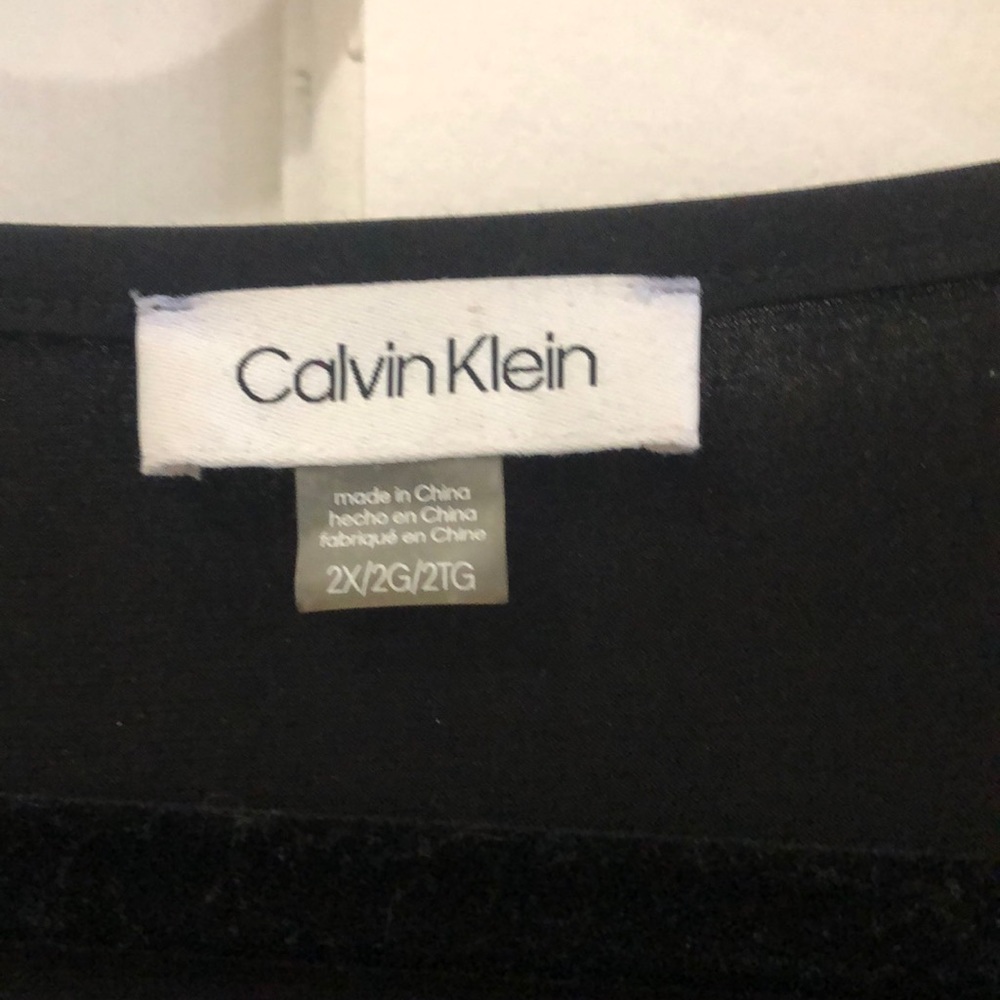 Calvin Klein
made in China
hecho en China
fabriqué en Chine
2X/2G/2TG